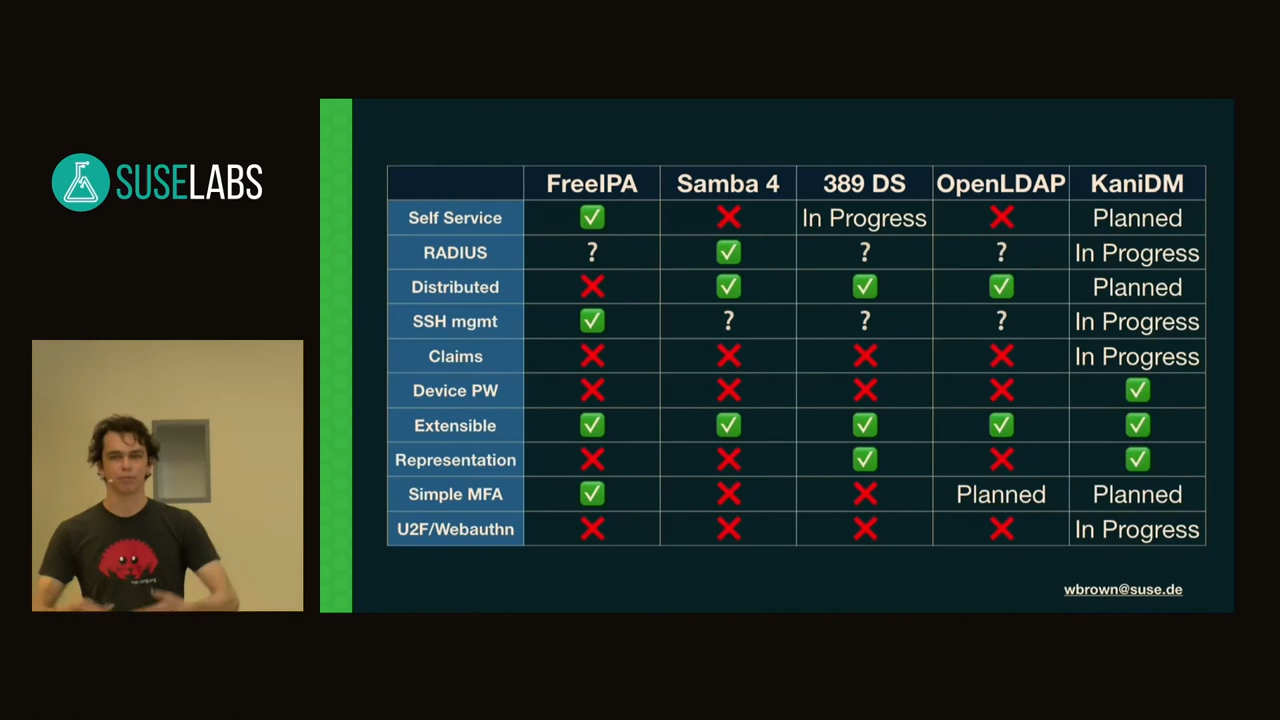 SUSELABS
FreeIPA Samba 4 389 DS OpenLDAP KaniDM
Self Service ✅ ❌ In Progress ❌ Planned
RADIUS ? ✅ ? ? In Progress
Distributed ❌ ✅ ✅ ✅ Planned
SSH mgmt ✅ ? ? ? In Progress
Claims ❌ ❌ ❌ ❌ In Progress
Device PW ❌ ❌ ❌ ❌ ✅
Extensible ✅ ✅ ✅ ✅ ✅
Representation ❌ ❌ ✅ ❌ ✅
Simple MFA ✅ ❌ ❌ Planned Planned
U2F/Webauthn ❌ ❌ ❌ ❌ In Progress
wbrown@suse.de